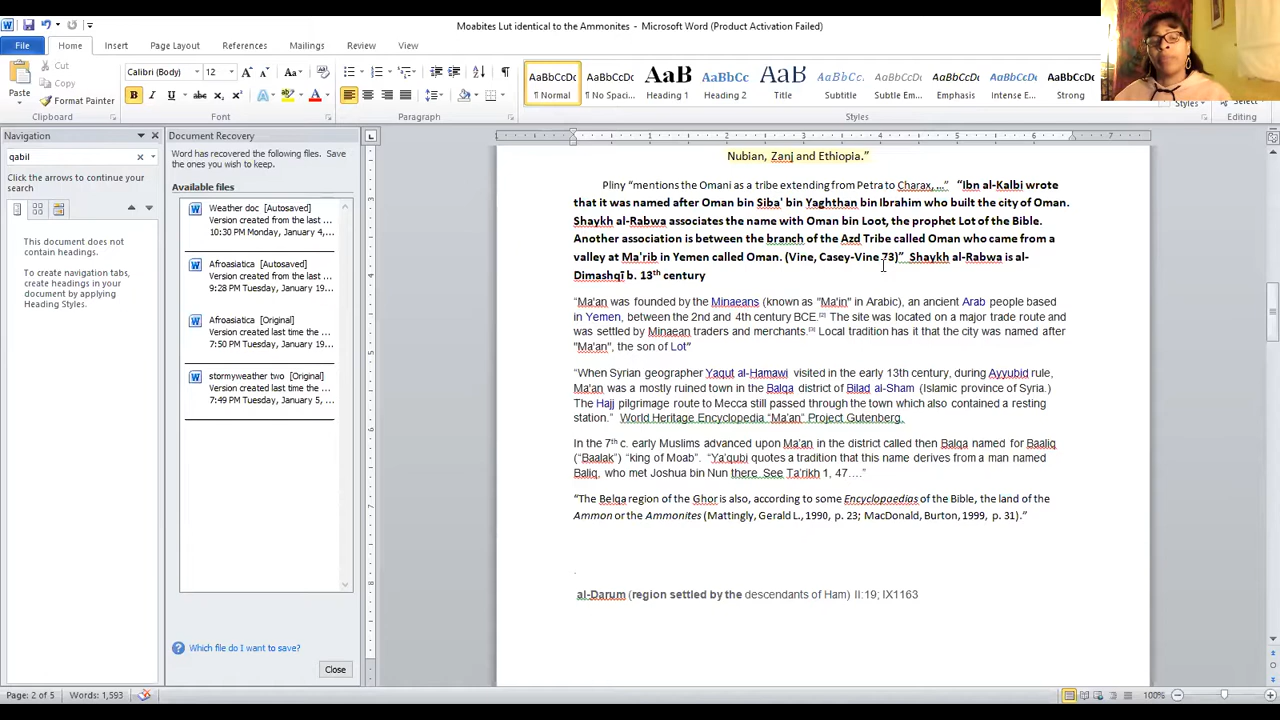 Moabites Lut identical to the Ammonites - Microsoft Word (Product Activation Failed)
File Home Insert Page Layout References Mailings Review View
Paste
Cut
Copy
Format Painter
Clipboard
Calibri (Body) 12
Font
Paragraph
AaBbCcDc AaBbCcDc AaB AaBbCc AaB AaBbCcDc AaBbCcDc AaBbCcDc AaBbCcDc AaBbCcDc
¶ Normal ¶ No Spaci... Heading 1 Heading 2 Title Subtitle Subtle Em... Emphasis Intense E... Strong
Styles
Styles
Select
Editing
Navigation
qabil
Click the arrows to continue your
search
This document does not
contain headings.
To create navigation tabs,
create headings in your
document by applying
Heading Styles.
Document Recovery
Word has recovered the following files. Save
the ones you wish to keep.
Available files
Weather doc [Autosaved]
Version created from the last ...
10:30 PM Monday, January 4,...
Afroasiatica [Autosaved]
Version created from the last ...
9:28 PM Tuesday, January 5, ...
Afroasiatica [Original]
Version created last time the ...
7:50 PM Tuesday, January 19...
stormyweather two [Original]
Version created last time the ...
7:49 PM Tuesday, January 5, ...
Which file do I want to save?
Close
1 2 3 4 5 6 7
Nubian, Zanj and Ethiopia.”
Pliny “mentions the Omani as a tribe extending from Petra to Charax, …” “Ibn al-Kalbi wrote
that it was named after Oman bin Siba' bin Yaghthan bin Ibrahim who built the city of Oman.
Shaykh al-Rabwa associates the name with Oman bin Loot, the prophet Lot of the Bible.
Another association is between the branch of the Azd Tribe called Oman who came from a
valley at Ma'rib in Yemen called Oman. (Vine, Casey-Vine 73)” Shaykh al-Rabwa is al-
Dimashqī b. 13th century
“Ma'an was founded by the Minaeans (known as "Ma'in" in Arabic), an ancient Arab people based
in Yemen, between the 2nd and 4th century BCE.[2] The site was located on a major trade route and
was settled by Minaean traders and merchants.[3] Local tradition has it that the city was named after
"Ma'an", the son of Lot”
“When Syrian geographer Yaqut al-Hamawi visited in the early 13th century, during Ayyubid rule,
Ma'an was a mostly ruined town in the Balqa district of Bilad al-Sham (Islamic province of Syria.)
The Hajj pilgrimage route to Mecca still passed through the town which also contained a resting
station.” World Heritage Encyclopedia “Ma'an” Project Gutenberg.
In the 7th c. early Muslims advanced upon Ma'an in the district called then Balqa named for Baaliq
(“Baalak”) “king of Moab”. “Ya'qubi quotes a tradition that this name derives from a man named
Baliq, who met Joshua bin Nun there See Ta'rikh 1, 47….”
“The Belqa region of the Ghor is also, according to some Encyclopaedias of the Bible, the land of the
Ammon or the Ammonites (Mattingly, Gerald L., 1990, p. 23; MacDonald, Burton, 1999, p. 31).”
.
al-Darum (region settled by the descendants of Ham) II:19; IX1163
Page: 2 of 5 Words: 1,593
100%